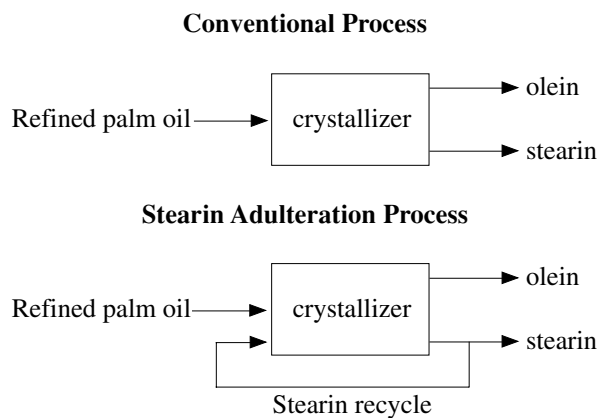 Conventional Process
olein
Refined palm oil
crystallizer
stearin
Stearin Adulteration Process
olein
Refined palm oil
crystallizer
stearin
Stearin recycle